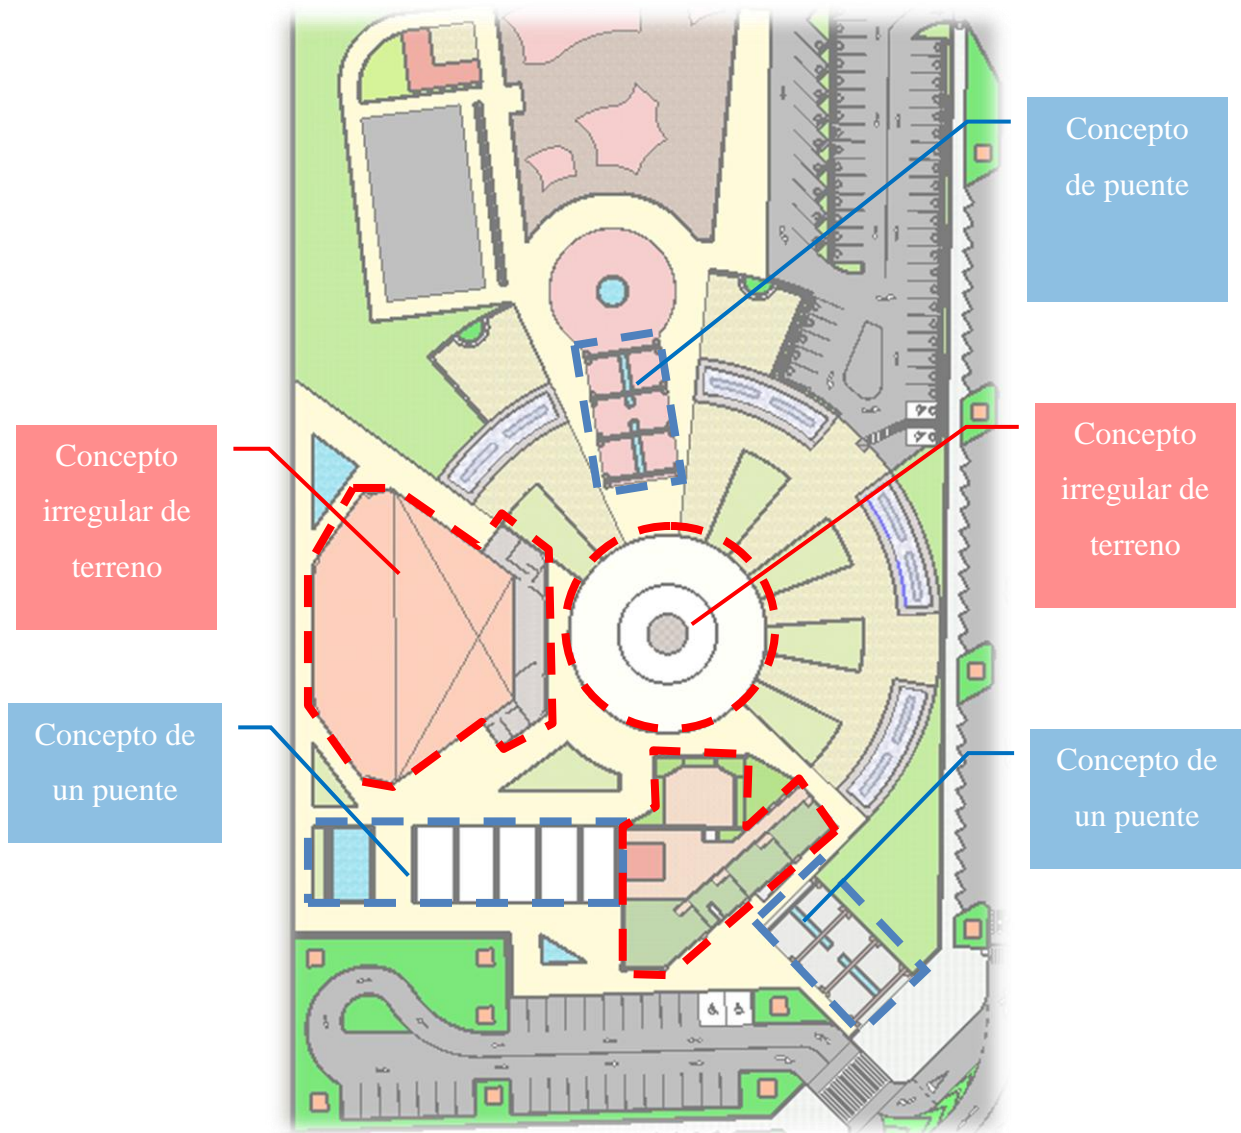 Concepto
de puente
Concepto
irregular de
terreno
Concepto
irregular de
terreno
Concepto de
un puente
Concepto de
un puente